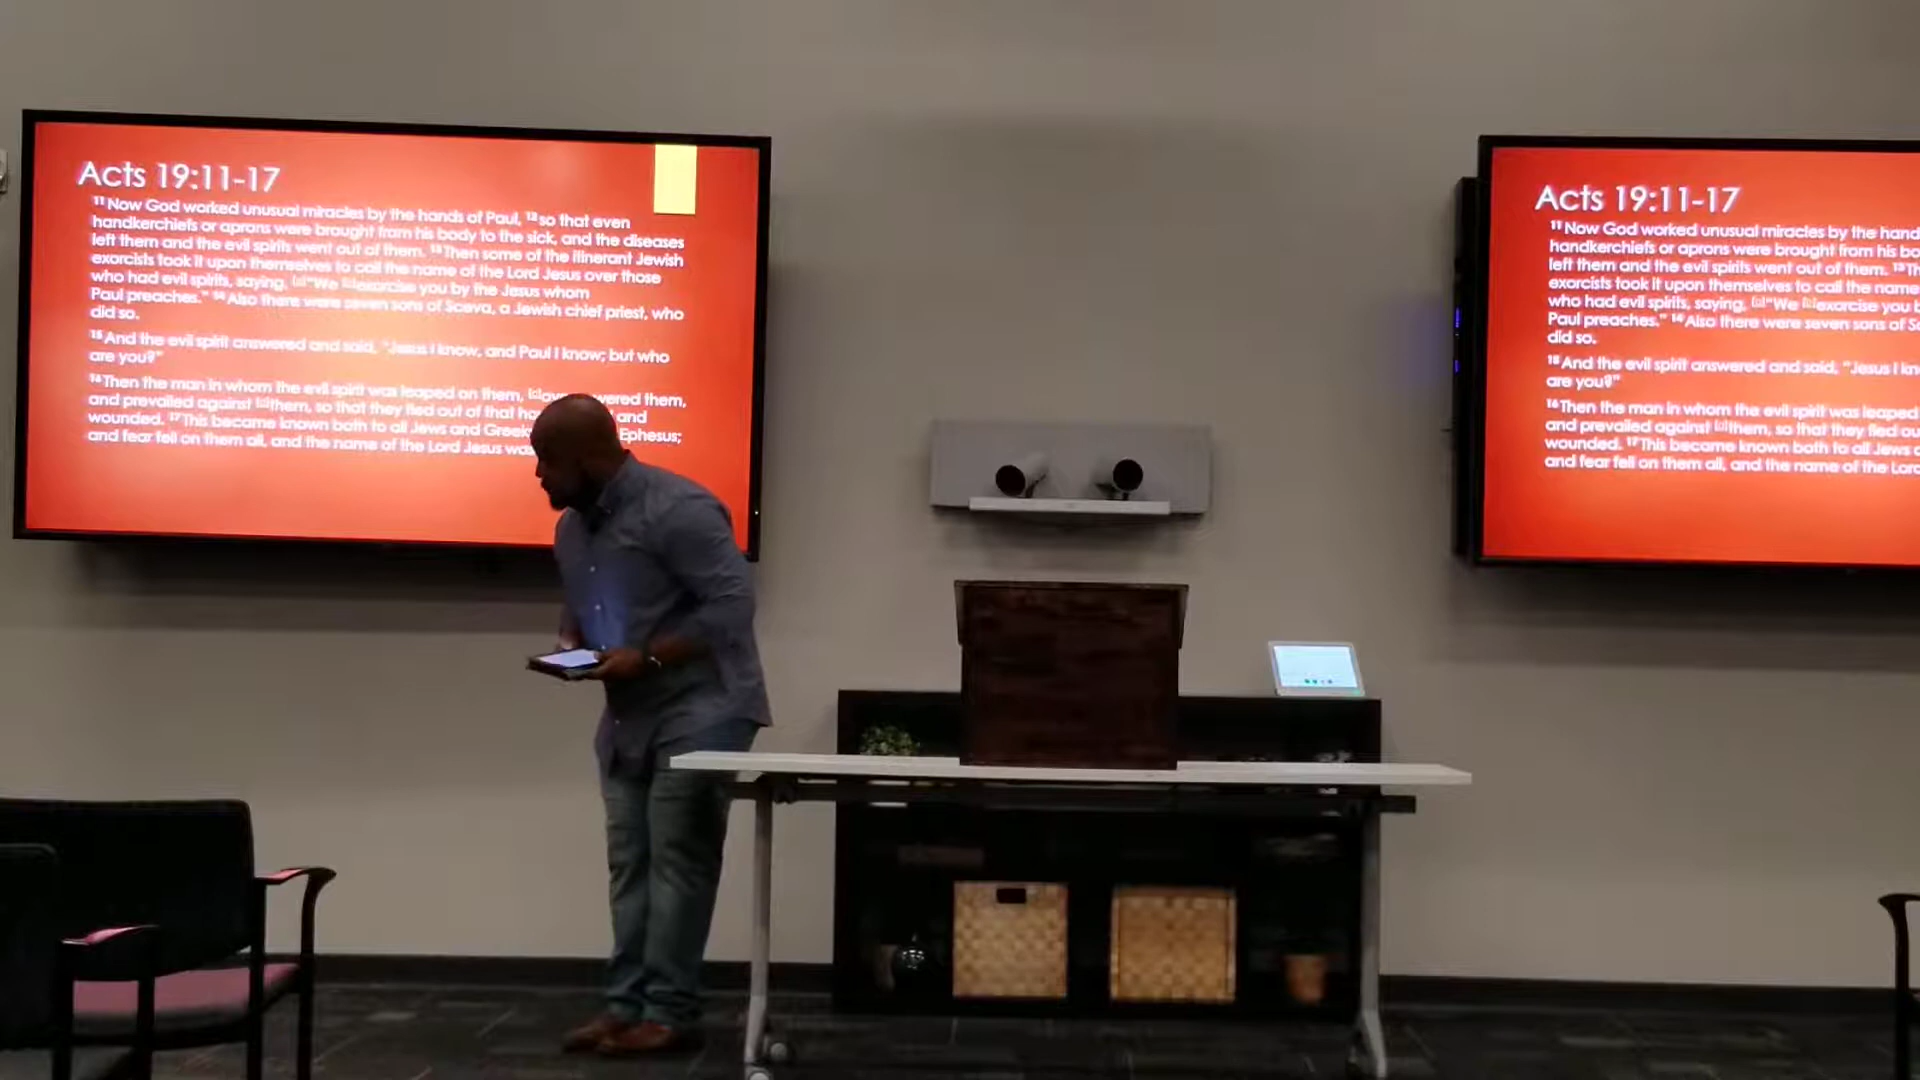 Acts 19:11-17
11 Now God worked unusual miracles by the hands of Paul, 12 so that even
handkerchiefs or aprons were brought from his body to the sick, and the diseases
left them and the evil spirits went out of them. 13 Then some of the itinerant Jewish
exorcists took it upon themselves to call the name of the Lord Jesus over those
who had evil spirits, saying, "We exorcise you by the Jesus whom
Paul preaches." 14 Also there were seven sons of Sceva, a Jewish chief priest, who
did so.
15 And the evil spirit answered and said, "Jesus I know, and Paul I know; but who
are you?"
16 Then the man in whom the evil spirit was leaped on them, them,
and prevailed against them, so that they fled out of that and
wounded. 17 This became known both to all Jews and Ephesus;
and fear fell on them all, and the name of the Lord Jesus
Acts 19:11-17
11 Now God worked unusual miracles by the
handkerchiefs or aprons were brought from his
left them and the evil spirits went out of them. 13
exorcists took it upon themselves to call the name
who had evil spirits, saying, "We exorcise you
Paul preaches." 14 Also there were seven sons of
did so.
15 And the evil spirit answered and said, "Jesus I
are you?"
16 Then the man in whom the evil spirit was leaped
and prevailed against them, so that they fled
wounded. 17 This became known both to all Jews
and fear fell on them all, and the name of the